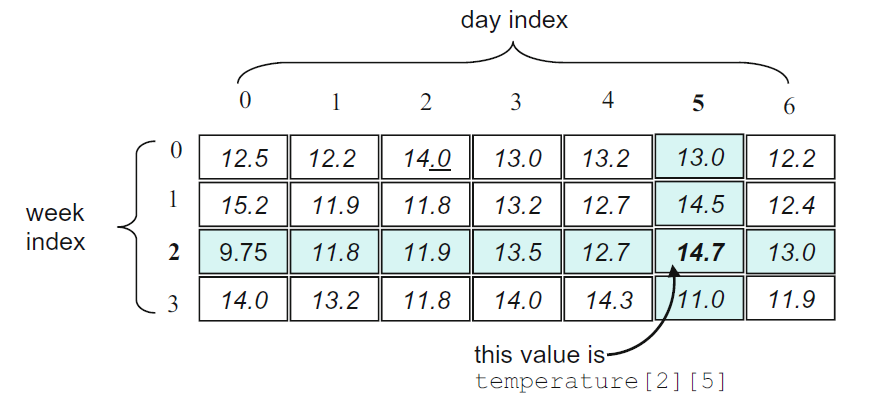 day index
0 1 2 3 4 5 6
0 12.5 12.2 14.0 13.0 13.2 13.0 12.2
1 15.2 11.9 11.8 13.2 12.7 14.5 12.4
week
index
2 9.75 11.8 11.9 13.5 12.7 14.7 13.0
3 14.0 13.2 11.8 14.0 14.3 11.0 11.9
this value is
temperature[2][5]